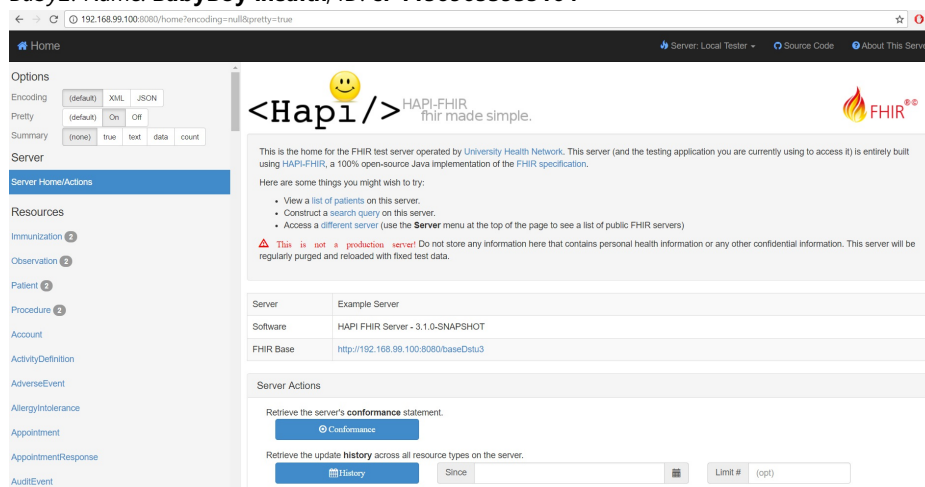 192.168.99.100:8080/home?encoding=null&pretty=true
Home
Server: Local Tester
Source Code
About This Serve
Options
Encoding (default) XML JSON
Pretty (default) On Off
Summary (none) true text data count
Server
Server Home/Actions
Resources
Immunization 2
Observation 2
Patient 2
Procedure 2
Account
ActivityDefinition
AdverseEvent
AllergyIntolerance
Appointment
AppointmentResponse
AuditEvent
<Hapi/>
HAPI-FHIR
fhir made simple.
FHIR®©
This is the home for the FHIR test server operated by University Health Network. This server (and the testing application you are currently using to access it) is entirely built
using HAPI-FHIR, a 100% open-source Java implementation of the FHIR specification.
Here are some things you might wish to try:
• View a list of patients on this server.
• Construct a search query on this server.
• Access a different server (use the Server menu at the top of the page to see a list of public FHIR servers)
This is not a production server! Do not store any information here that contains personal health information or any other confidential information. This server will be
regularly purged and reloaded with fixed test data.
Server Example Server
Software HAPI FHIR Server - 3.1.0-SNAPSHOT
FHIR Base http://192.168.99.100:8080/baseDstu3
Server Actions
Retrieve the server's conformance statement.
Conformance
Retrieve the update history across all resource types on the server.
History Since Limit # (opt)